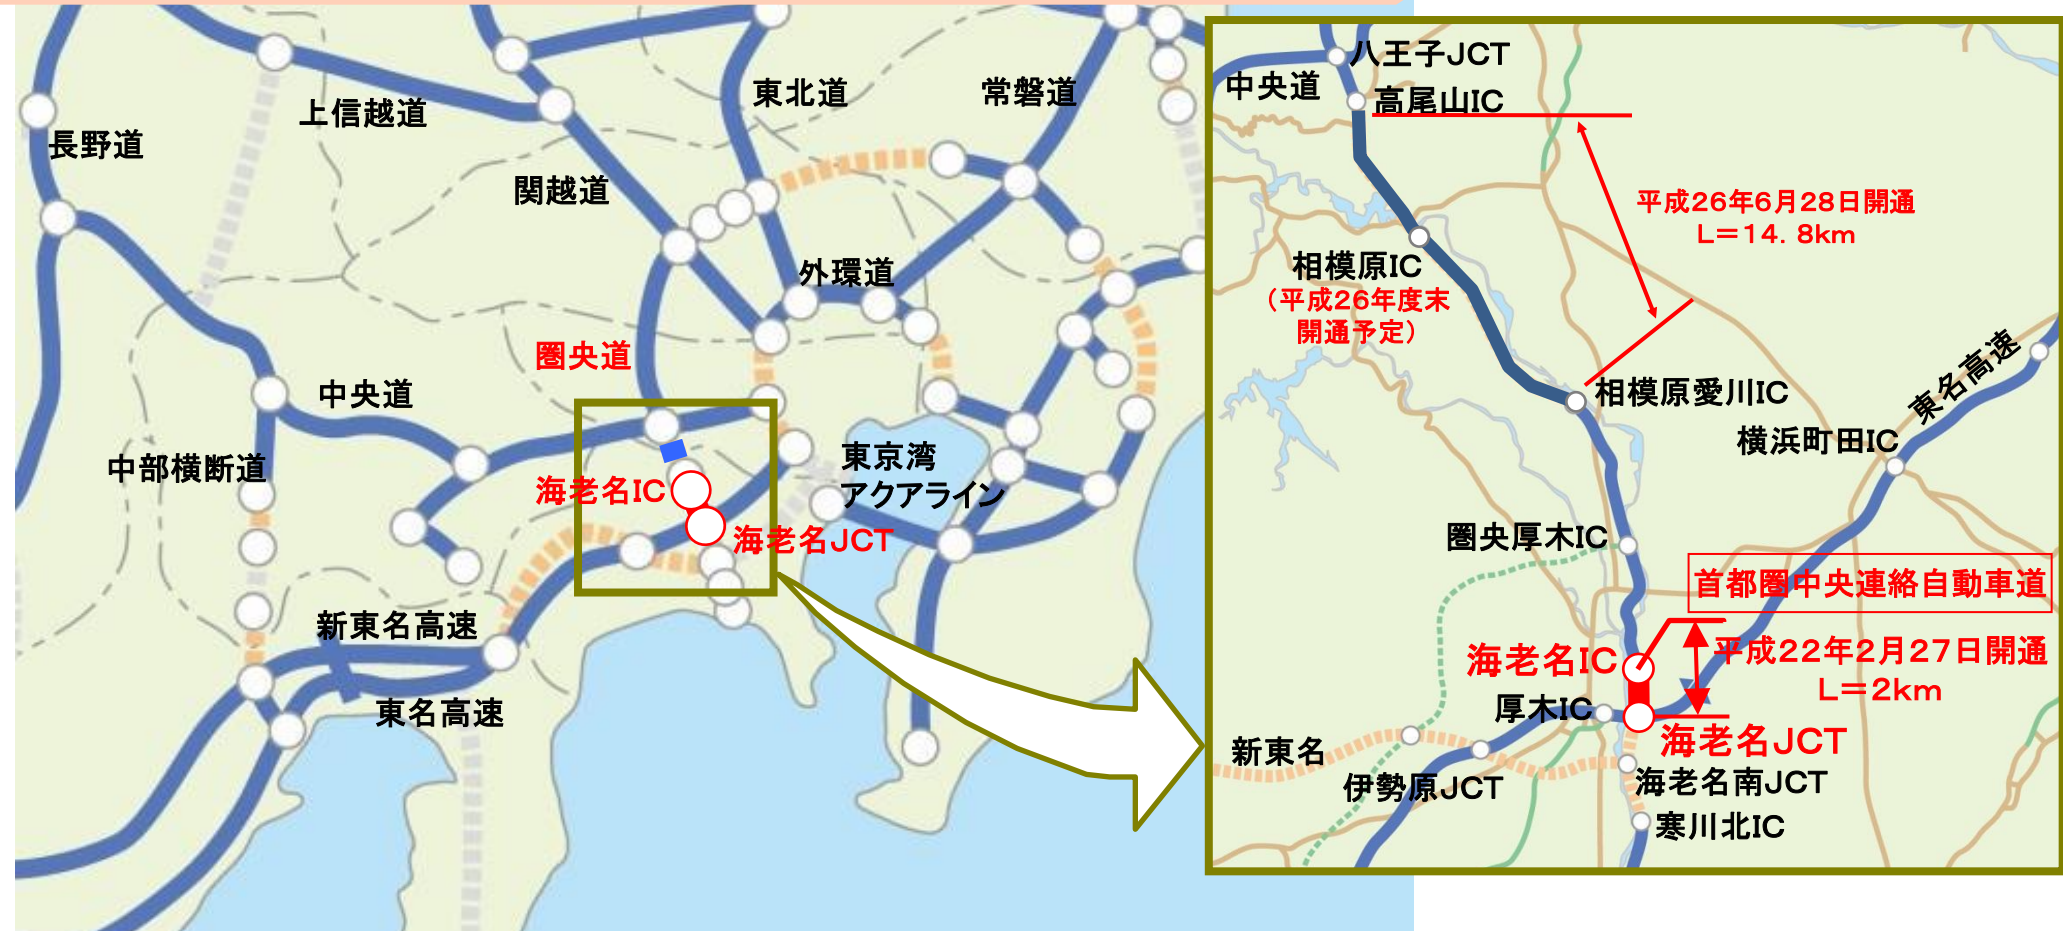 長野道
上信越道
東北道
常磐道
関越道
外環道
圏央道
中央道
中部横断道
海老名IC
海老名JCT
東京湾
アクアライン
新東名高速
東名高速
八王子JCT
中央道
高尾山IC
平成26年6月28日開通
L=14.8km
相模原IC
(平成26年度末
開通予定)
相模原愛川IC
東名高速
横浜町田IC
圏央厚木IC
首都圏中央連絡自動車道
海老名IC
平成22年2月27日開通
L=2km
厚木IC
海老名JCT
新東名
伊勢原JCT
海老名南JCT
寒川北IC